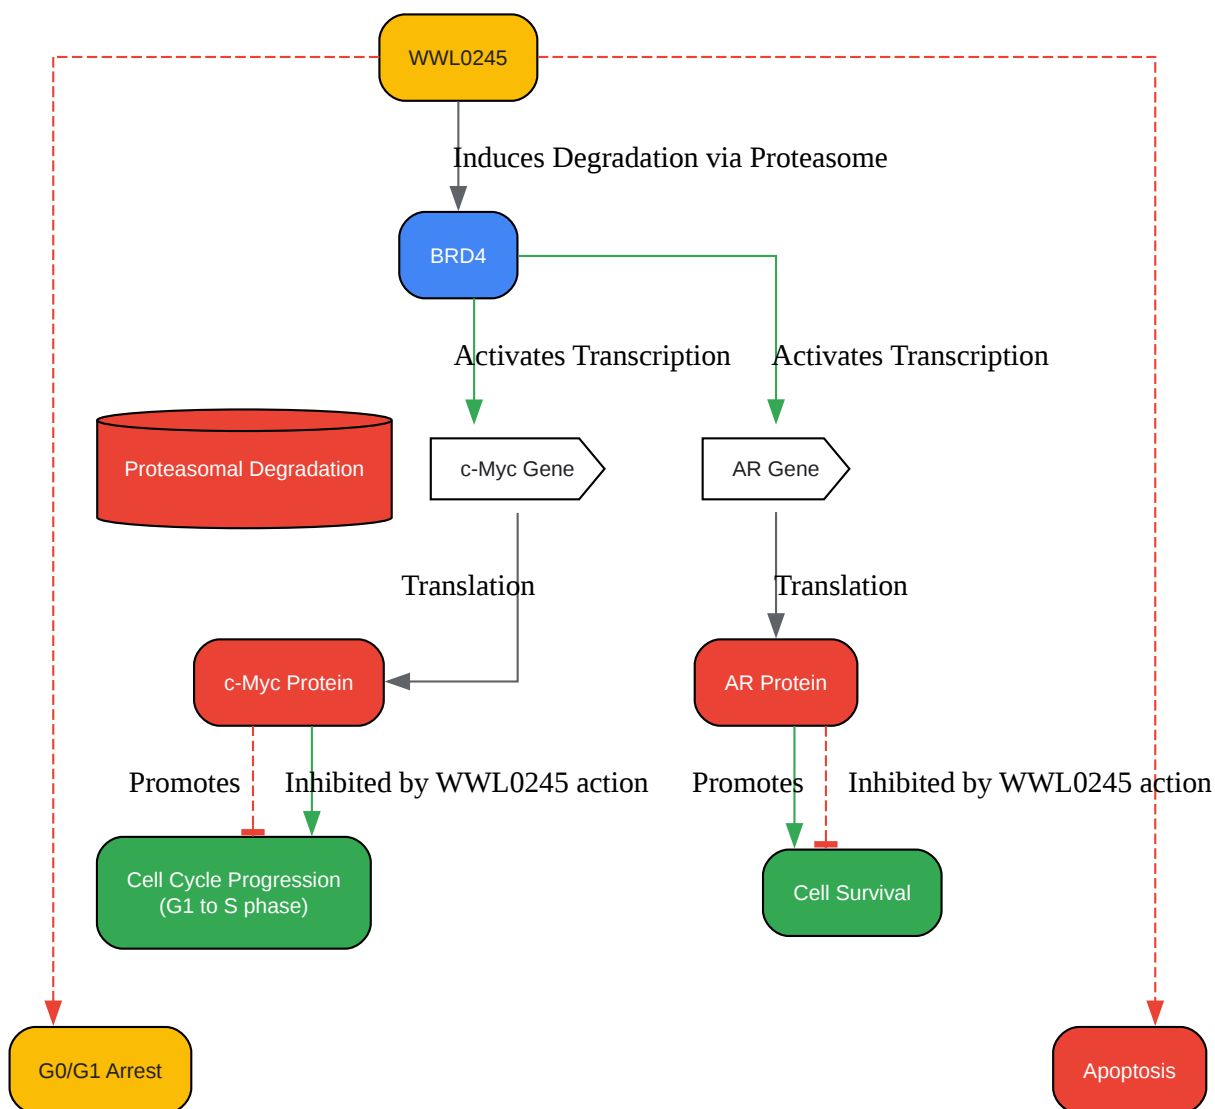 WWL0245
Induces Degradation via Proteasome
BRD4
Activates Transcription
Activates Transcription
Proteasomal Degradation
c-Myc Gene
AR Gene
Translation
Translation
c-Myc Protein
AR Protein
Promotes
Inhibited by WWL0245 action
Promotes
Inhibited by WWL0245 action
Cell Cycle Progression
(G1 to S phase)
Cell Survival
G0/G1 Arrest
Apoptosis